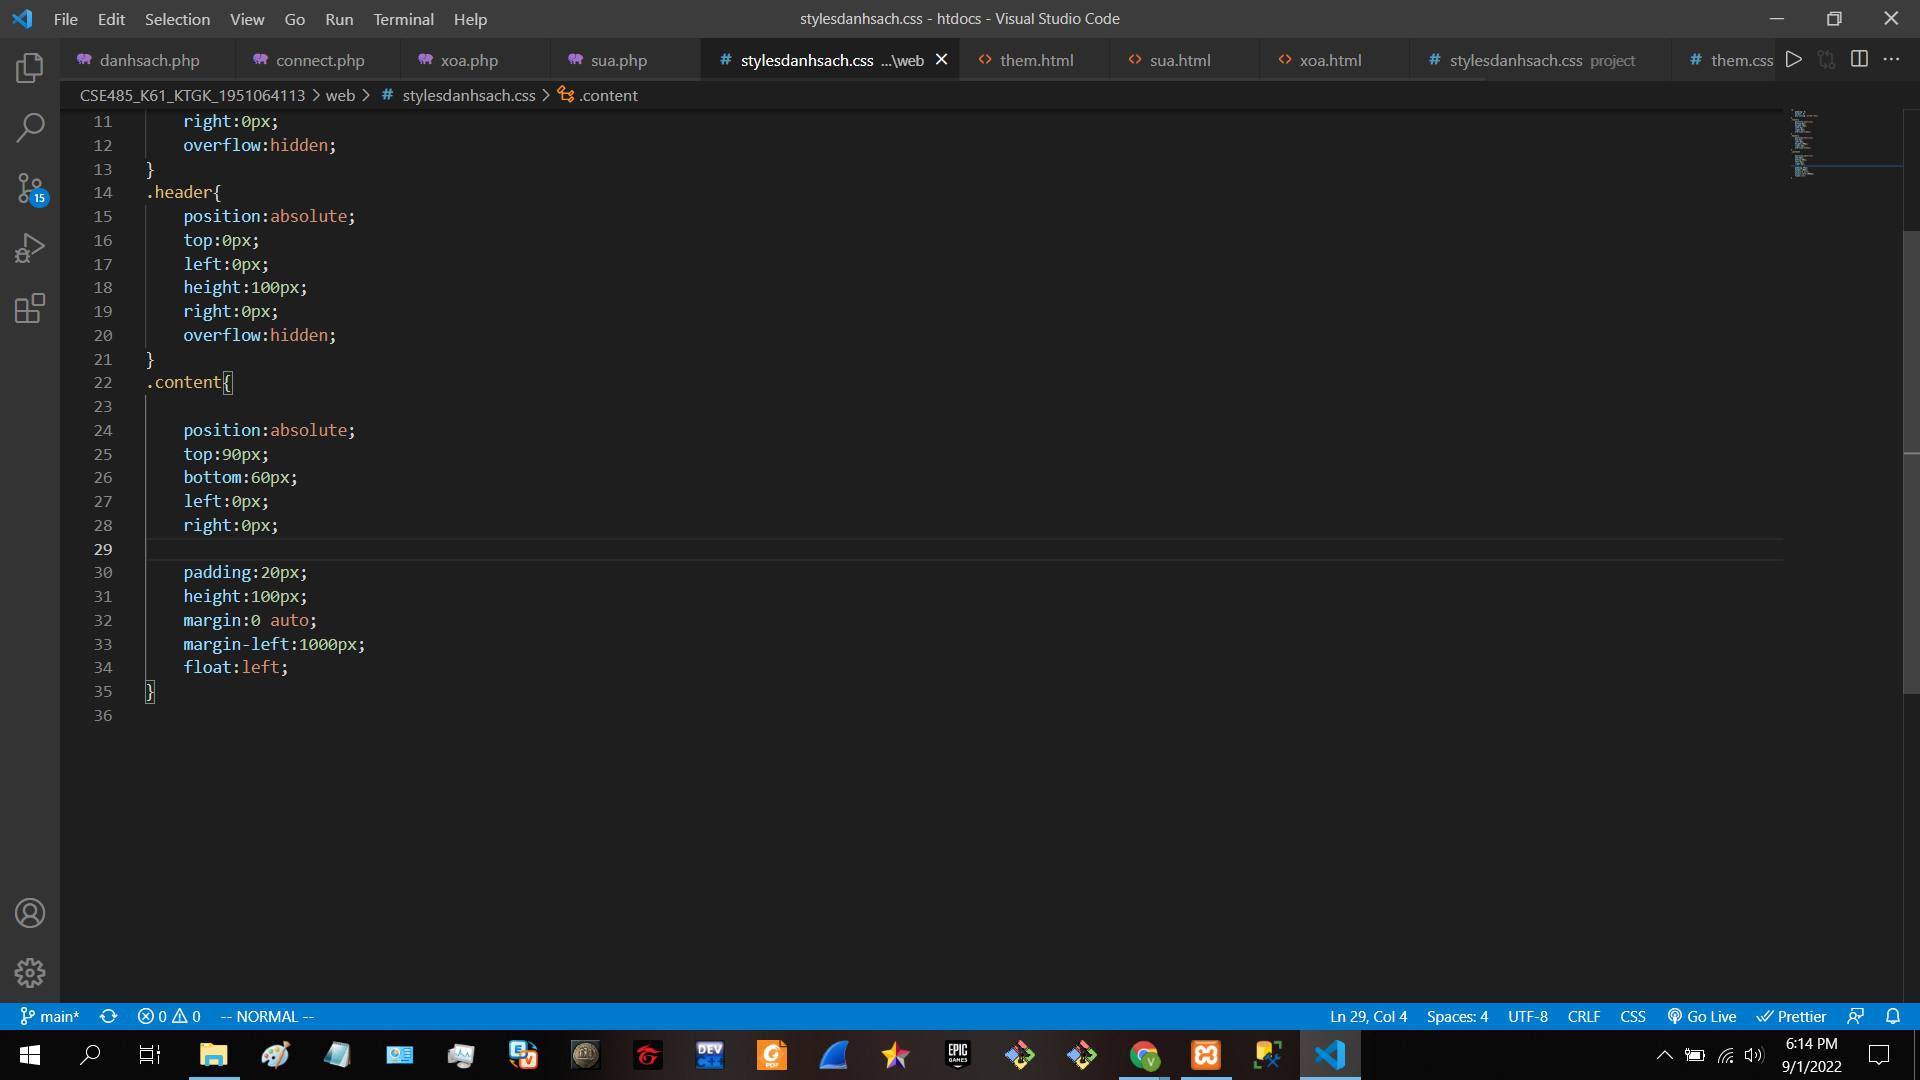 File Edit Selection View Go Run Terminal Help
stylesdanhsach.css - htdocs - Visual Studio Code
danhsach.php connect.php xoa.php sua.php # stylesdanhsach.css ...\web <> them.html <> sua.html <> xoa.html # stylesdanhsach.css project # them.css
CSE485_K61_KTGK_1951064113 > web > # stylesdanhsach.css > .content
11 right:0px;
12 overflow:hidden;
13 }
14 .header{
15 position:absolute;
16 top:0px;
17 left:0px;
18 height:100px;
19 right:0px;
20 overflow:hidden;
21 }
22 .content{
23
24 position:absolute;
25 top:90px;
26 bottom:60px;
27 left:0px;
28 right:0px;
29
30 padding:20px;
31 height:100px;
32 margin:0 auto;
33 margin-left:1000px;
34 float:left;
35 }
36
15
main* 0 0 -- NORMAL -- Ln 29, Col 4 Spaces: 4 UTF-8 CRLF CSS Go Live Prettier
DEV C++ PDF EPIC GAMES V
6:14 PM
9/1/2022